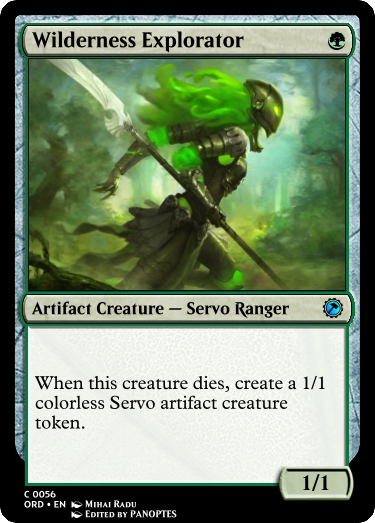 Wilderness Explorator
Artifact Creature — Servo Ranger
When this creature dies, create a 1/1
colorless Servo artifact creature
token.
1/1
C 0056
ORD • EN Mihai Radu
Edited by PANOPTES